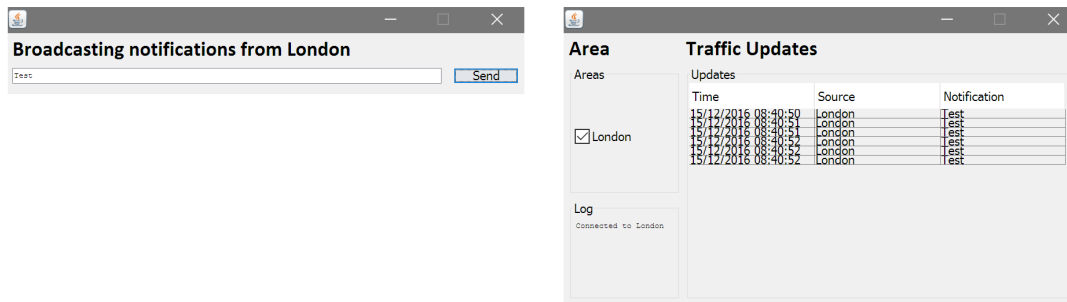 Broadcasting notifications from London
Test
Send
Area
Traffic Updates
Areas
London
Log
Connected to London
Updates
Time Source Notification
15/12/2016 08:40:50 London Test
15/12/2016 08:40:51 London Test
15/12/2016 08:40:51 London Test
15/12/2016 08:40:52 London Test
15/12/2016 08:40:52 London Test
15/12/2016 08:40:52 London Test